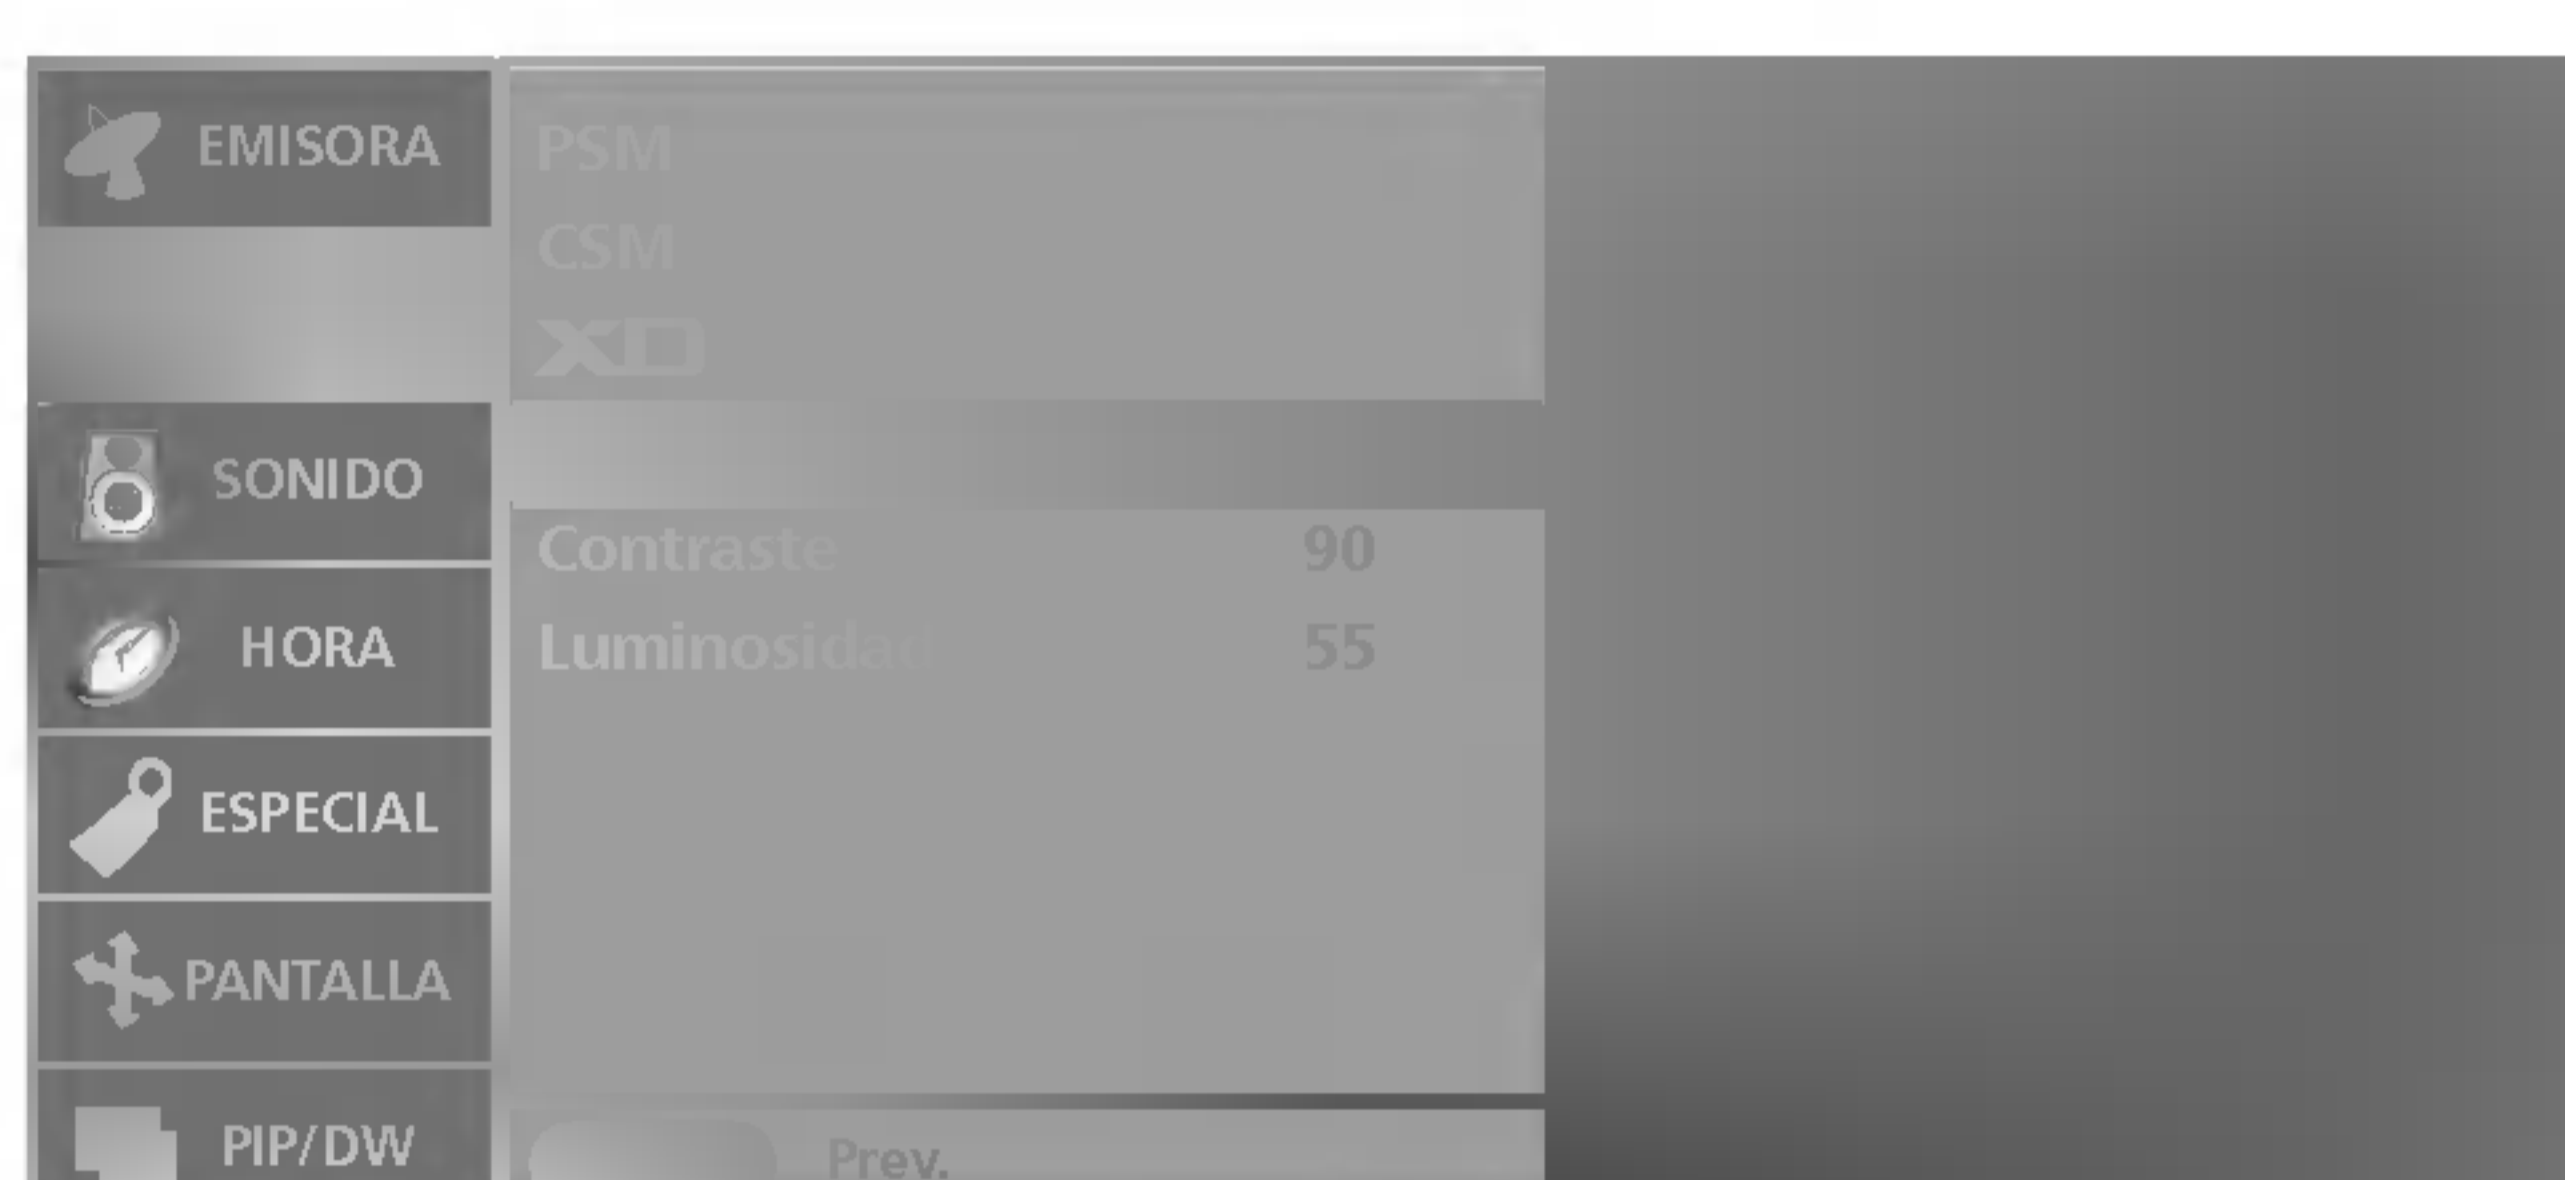 EMISORA
SONIDO
HORA
ESPECIAL
PANTALLA
PIP/DW
PSM
CSM
XD
Contraste 90
Luminosidad 55
Prev.